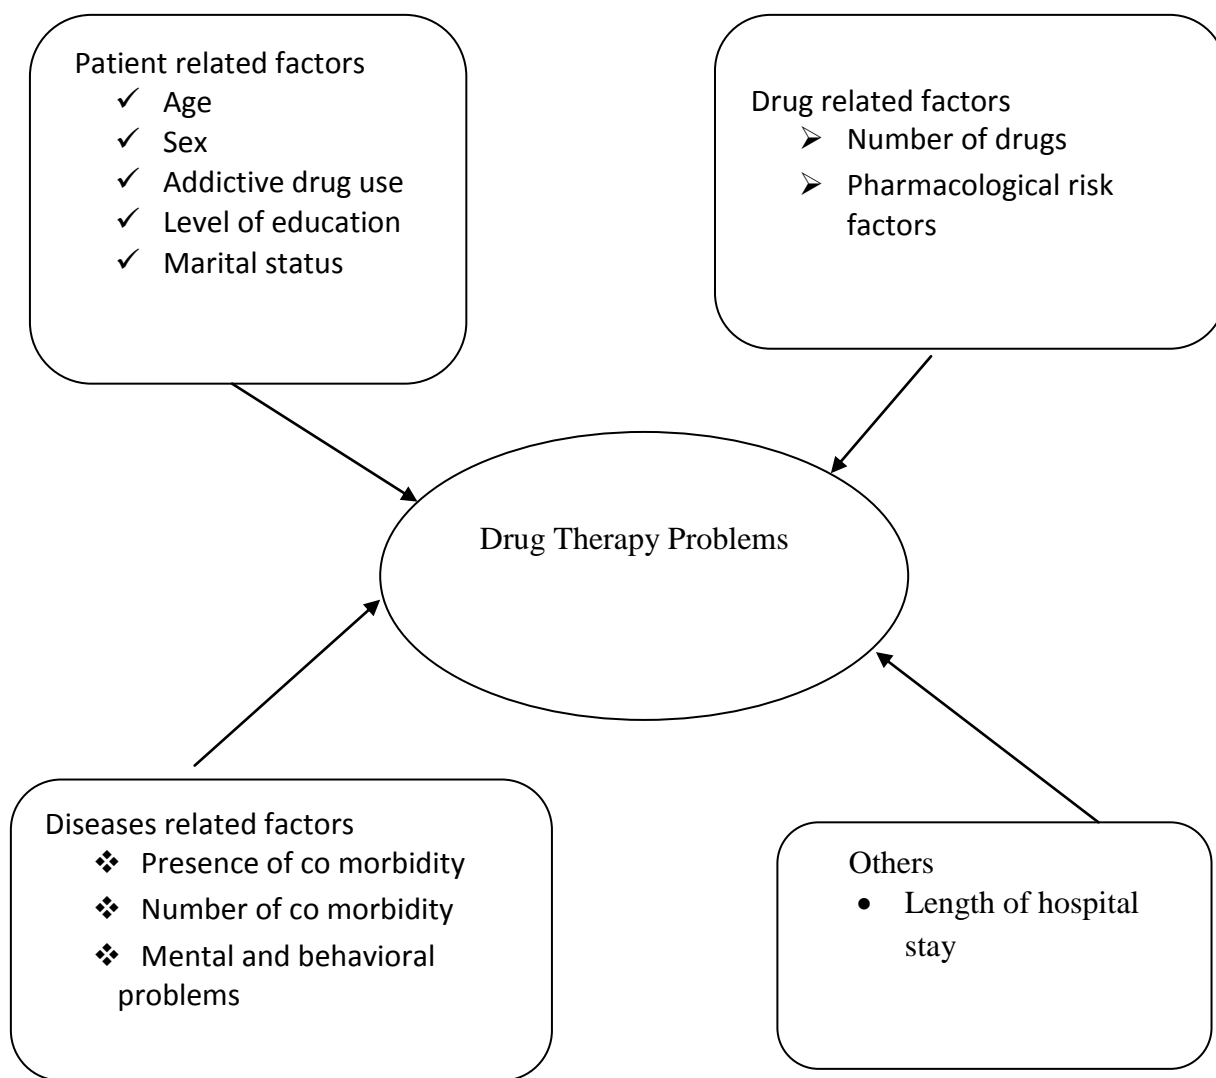 Patient related factors
✓ Age
✓ Sex
✓ Addictive drug use
✓ Level of education
✓ Marital status
Drug related factors
➢ Number of drugs
➢ Pharmacological risk
factors
Drug Therapy Problems
Diseases related factors
❖ Presence of co morbidity
❖ Number of co morbidity
❖ Mental and behavioral
problems
Others
• Length of hospital
stay